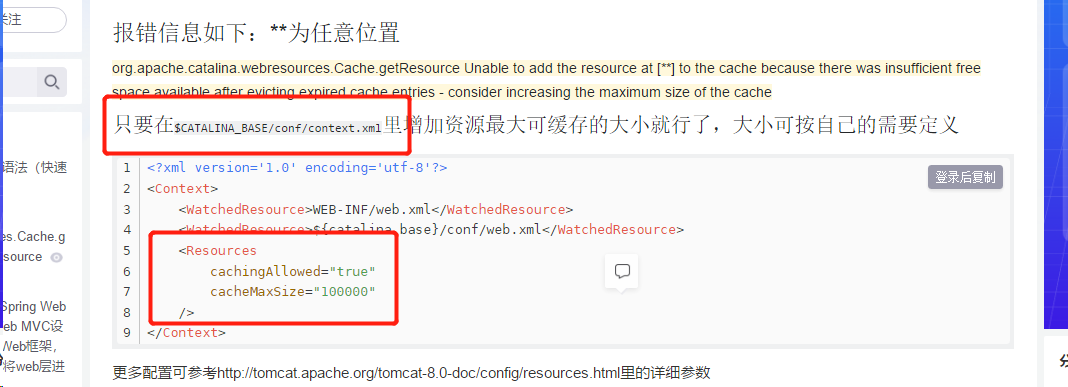 关注
报错信息如下：**为任意位置
org.apache.catalina.webresources.Cache.getResource Unable to add the resource at [**] to the cache because there was insufficient free
space available after evicting expired cache entries - consider increasing the maximum size of the cache
只要在$CATALINA_BASE/conf/context.xml里增加资源最大可缓存的大小就行了，大小可按自己的需要定义
语法（快速
es.Cache.g
source
Spring Web
eb MVC设
Web框架，
将web层进
登录后复制
1 <?xml version='1.0' encoding='utf-8'?>
2 <Context>
3 <WatchedResource>WEB-INF/web.xml</WatchedResource>
4 <WatchedResource>${catalina.base}/conf/web.xml</WatchedResource>
5 <Resources
6 cachingAllowed="true"
7 cacheMaxSize="100000"
8 />
9 </Context>
更多配置可参考http://tomcat.apache.org/tomcat-8.0-doc/config/resources.html里的详细参数